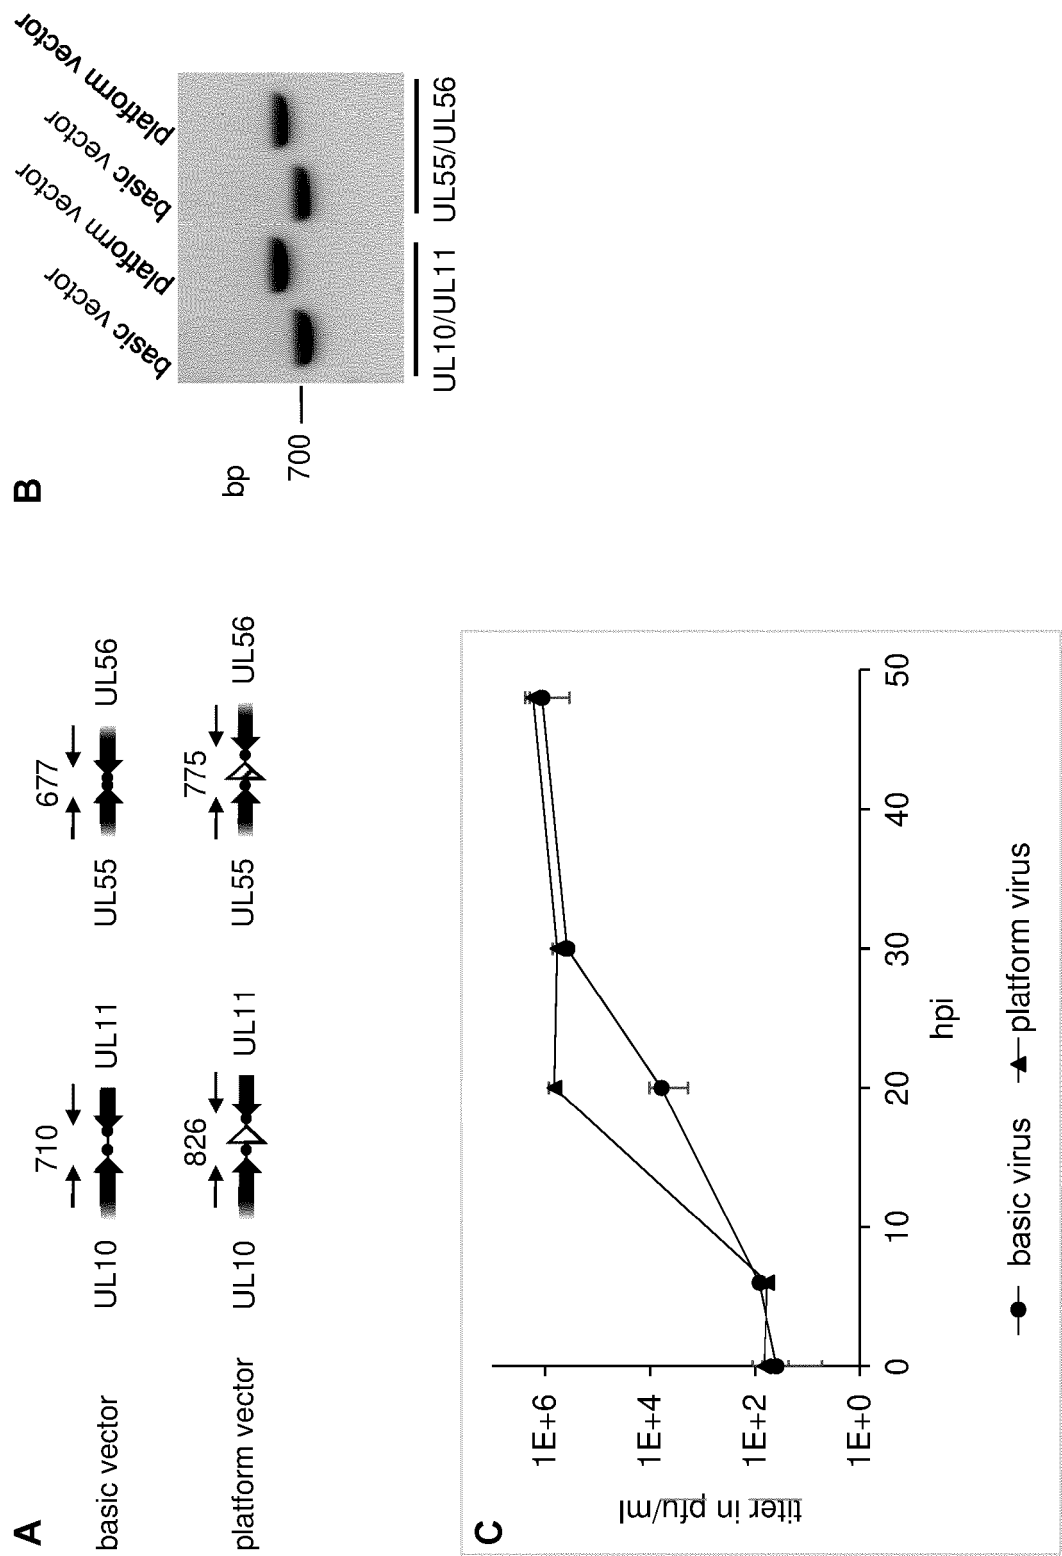 A
710
677
basic vector
UL10
UL11
UL55
UL56
826
775
platform vector
UL10
UL11
UL55
UL56
B
basic vector
platform vector
basic vector
platform vector
bp
700
UL10/UL11
UL55/UL56
C
titer in pfu/ml
1E+6
1E+4
1E+2
1E+0
0
10
20
30
40
50
hpi
basic virus
platform virus